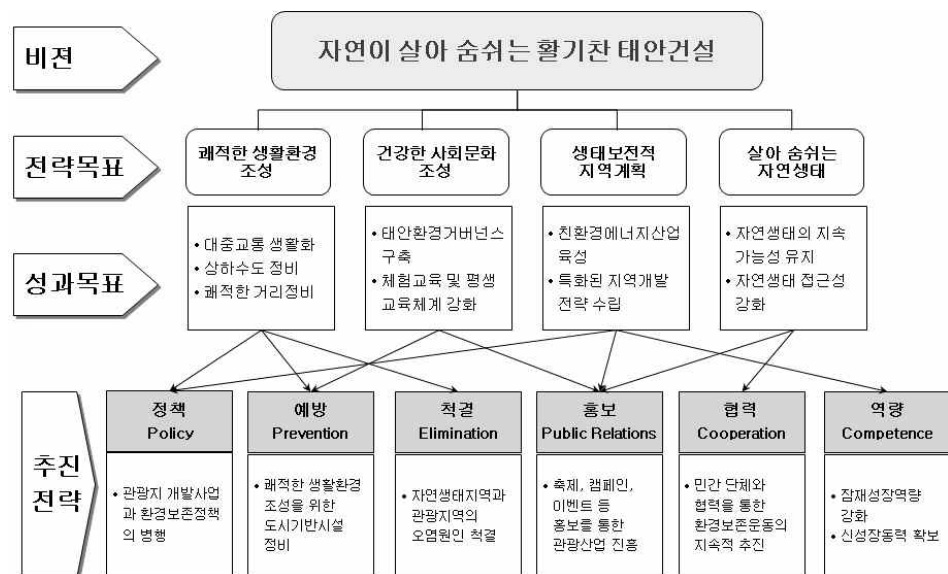 비젼
자연이 살아 숨쉬는 활기찬 태안건설
전략목표
쾌적한 생활환경
조성
건강한 사회문화
조성
생태보전적
지역계획
살아 숨쉬는
자연생태
성과목표
• 대중교통 생활화
• 상하수도 정비
• 쾌적한 거리정비
• 태안환경거버넌스
구축
• 체험교육 및 평생
교육체계 강화
• 친환경에너지산업
육성
• 특화된 지역개발
전략 수립
• 자연생태의 지속
가능성 유지
• 자연생태 접근성
강화
추진
전략
정책
Policy
• 관광지 개발사업
과 환경보존정책
의 병행
예방
Prevention
• 쾌적한 생활환경
조성을 위한
도시기반시설
정비
척결
Elimination
• 자연생태지역과
관광지역의
오염원인 척결
홍보
Public Relations
• 축제, 캠페인,
이벤트 등
홍보를 통한
관광산업 진흥
협력
Cooperation
• 민간 단체와
협력을 통한
환경보존운동의
지속적 추진
역량
Competence
• 잠재성장역량
강화
• 신성장동력 확보